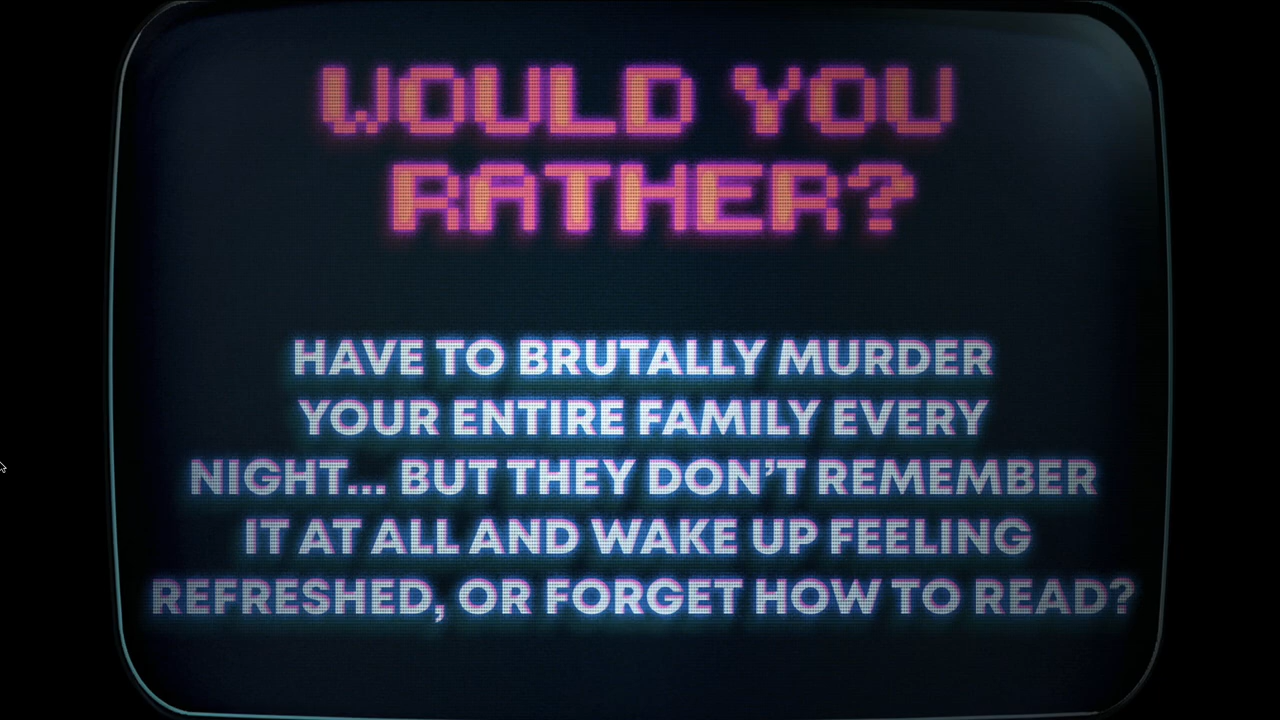 WOULD YOU
RATHER?
HAVE TO BRUTALLY MURDER
YOUR ENTIRE FAMILY EVERY
NIGHT... BUT THEY DON’T REMEMBER
IT AT ALL AND WAKE UP FEELING
REFRESHED, OR FORGET HOW TO READ?